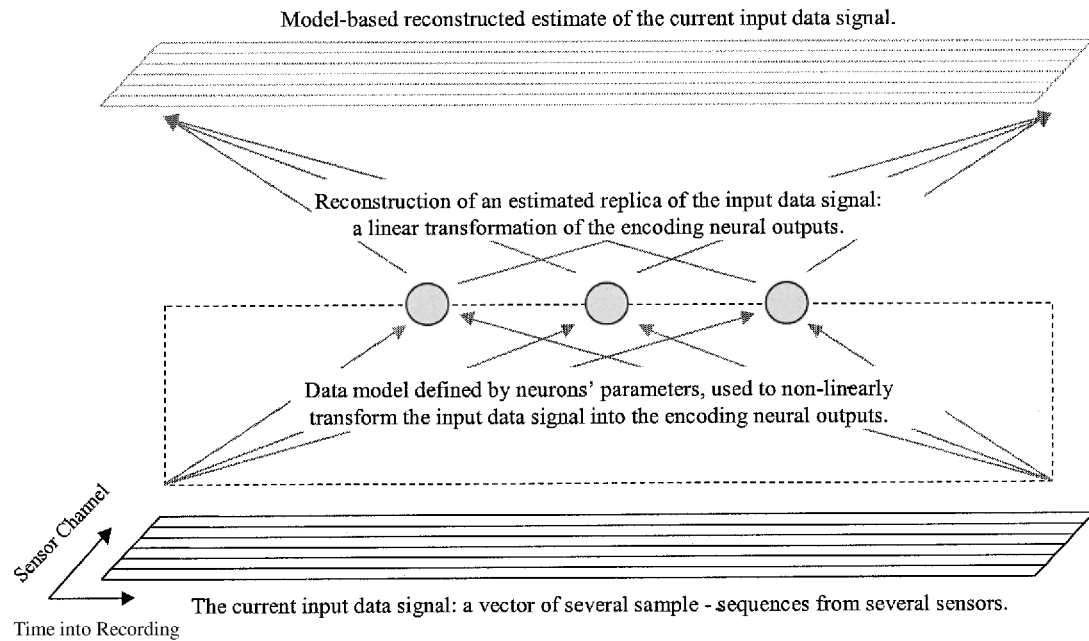 Model-based reconstructed estimate of the current input data signal.
Reconstruction of an estimated replica of the input data signal:
a linear transformation of the encoding neural outputs.
Data model defined by neurons' parameters, used to non-linearly
transform the input data signal into the encoding neural outputs.
Sensor Channel
The current input data signal: a vector of several sample - sequences from several sensors.
Time into Recording